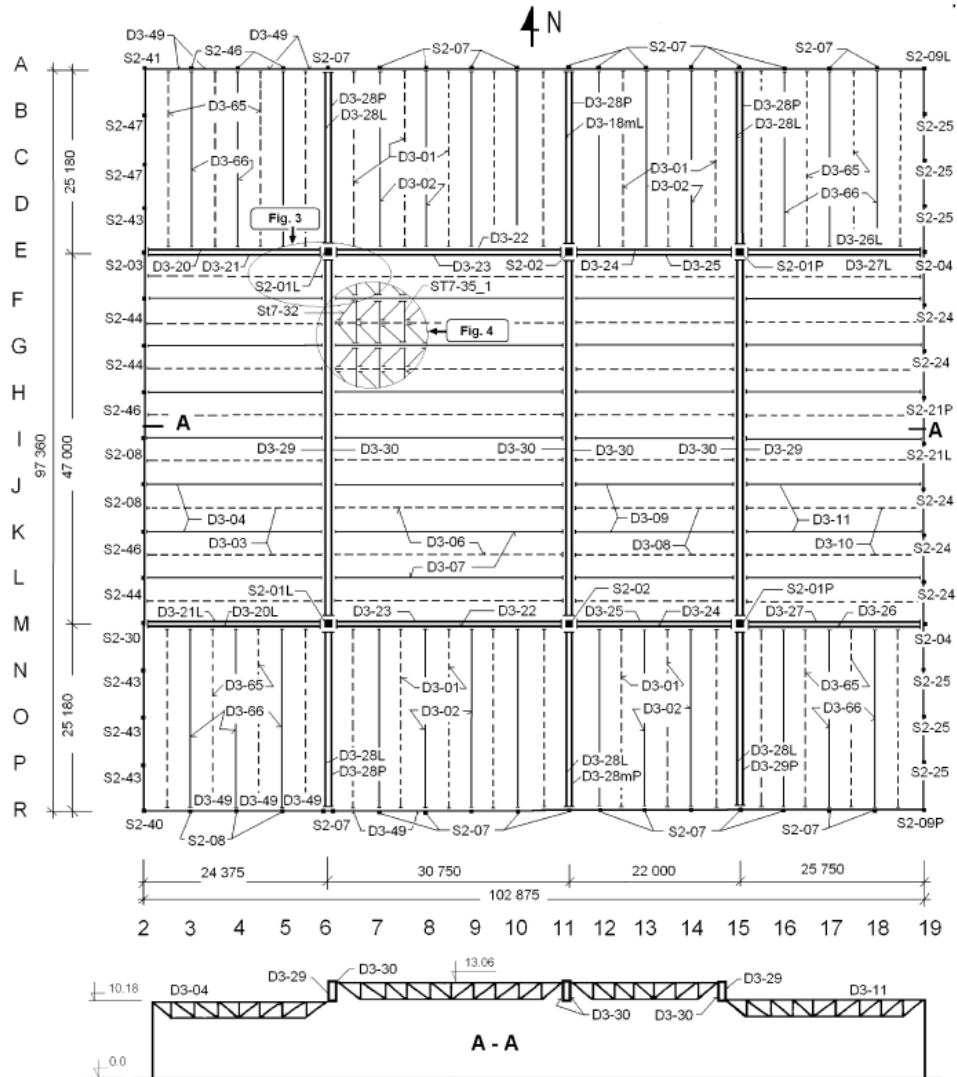 N
D3-49 D3-49
S2-41 S2-46 S2-07 S2-07 S2-07 S2-07 S2-09L
A
B
C
D
E
F
G
H
I
J
K
L
M
N
O
P
R
25 180
47 000
25 180
97 360
S2-47
S2-47
S2-43
S2-03
S2-44
S2-44
S2-46
S2-08
S2-08
S2-46
S2-44
S2-30
S2-43
S2-43
S2-43
D3-65
D3-66
D3-28P
D3-28L
D3-01
D3-02
D3-28P
D3-18mL
D3-01
D3-02
D3-28P
D3-28L
D3-65
D3-66
S2-25
S2-25
S2-25
Fig. 3
D3-22
D3-26L
D3-20 D3-21 D3-23 S2-02 D3-24 D3-25 S2-01P D3-27L S2-04
S2-01L
ST7-35_1
St7-32
Fig. 4
S2-24
S2-24
S2-21P
A A
D3-29 D3-30 D3-30 D3-30 D3-30 D3-29 S2-21L
S2-24
S2-24
S2-24
D3-04
D3-03
D3-06
D3-07
D3-09
D3-08
D3-11
D3-10
S2-01L S2-02 S2-01P
D3-21L D3-20L D3-23 D3-22 D3-25 D3-24 D3-27 D3-26
S2-04
D3-65
D3-66
D3-01
D3-02
D3-01
D3-02
D3-65
D3-66
S2-25
S2-25
S2-25
D3-28L
D3-28P
D3-28L
D3-28mP
D3-28L
D3-29P
D3-49 D3-49 D3-49
S2-40 S2-08 S2-07 D3-49 S2-07 S2-07 S2-07 S2-09P
24 375 30 750 22 000 25 750
102 875
2 3 4 5 6 7 8 9 10 11 12 13 14 15 16 17 18 19
D3-30 13.06
10.18 D3-04 D3-29 D3-29 D3-11
D3-30 D3-30
A - A
0.0